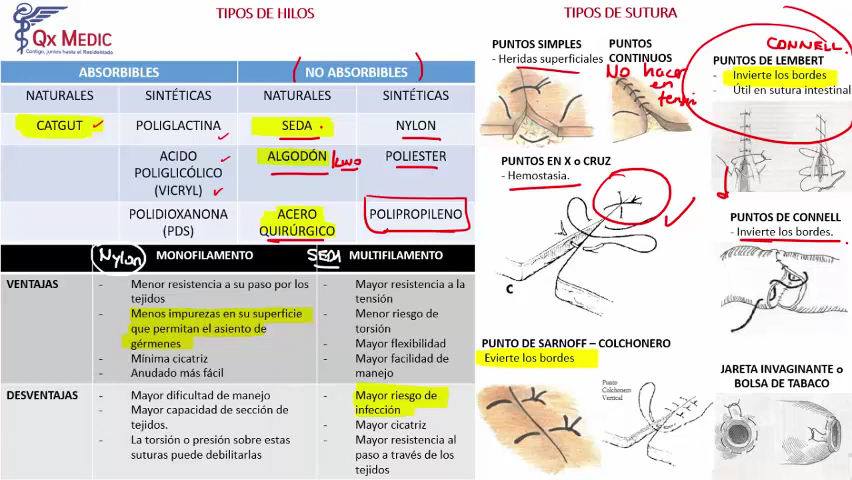 Qx MEDIC
Contigo, juntos hasta el Residentado
TIPOS DE HILOS
ABSORBIBLES
(NO ABSORBIBLES)
NATURALES
SINTÉTICAS
NATURALES
SINTÉTICAS
CATGUT
POLIGLACTINA
SEDA
NYLON
ACIDO
POLIGLICÓLICO
(VICRYL)
ALGODÓN
Lino
POLIESTER
POLIDIOXANONA
(PDS)
ACERO
QUIRÚRGICO
POLIPROPILENO
Nylon
MONOFILAMENTO
SEDA
MULTIFILAMENTO
VENTAJAS
- Menor resistencia a su paso por los
tejidos
- Menos impurezas en su superficie
que permitan el asiento de
gérmenes
- Mínima cicatriz
- Anudado más fácil
- Mayor resistencia a la
tensión
- Menor riesgo de
torsión
- Mayor flexibilidad
- Mayor facilidad de
manejo
DESVENTAJAS
- Mayor dificultad de manejo
- Mayor capacidad de sección de
tejidos.
- La torsión o presión sobre estas
suturas puede debilitarlas
- Mayor riesgo de
infección
- Mayor cicatriz
- Mayor resistencia al
paso a través de los
tejidos
TIPOS DE SUTURA
PUNTOS SIMPLES
- Heridas superficiales
PUNTOS
CONTINUOS
No hacer
en
CONNELL.
PUNTOS DE LEMBERT
- Invierte los bordes
- Útil en sutura intestinal
PUNTOS EN X o CRUZ
- Hemostasia.
C
PUNTOS DE CONNELL
- Invierte los bordes.
PUNTO DE SARNOFF – COLCHONERO
Evierte los bordes
Punto
Colchonero
Vertical
JARETA INVAGINANTE o
BOLSA DE TABACO